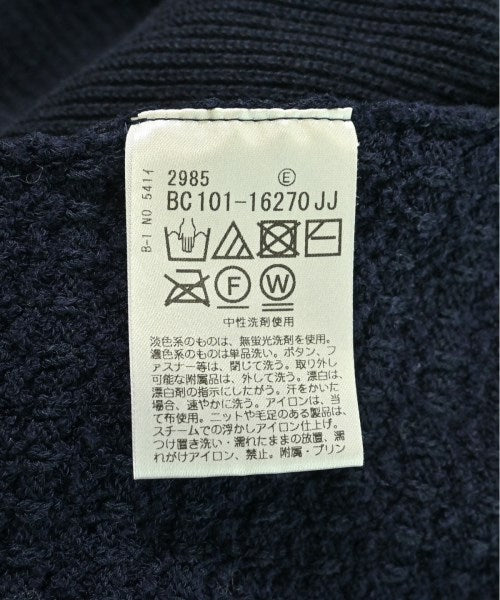 B-1 NO 5414
2985 Ⓔ
BC101-16270JJ
F W
中性洗剤使用
淡色系のものは、無蛍光洗剤を使用。
濃色系のものは単品洗い。ボタン、フ
ァスナー等は、閉じて洗う。取り外し
可能な附属品は、外して洗う。漂白は、
漂白剤の指示にしたがう。汗をかいた
場合、速やかに洗う。アイロンは、当
て布使用。ニットや毛足のある製品は、
スチームでの浮かしアイロン仕上げ。
つけ置き洗い・濡れたままの放置、濡
れがけアイロン、禁止。附属・プリン